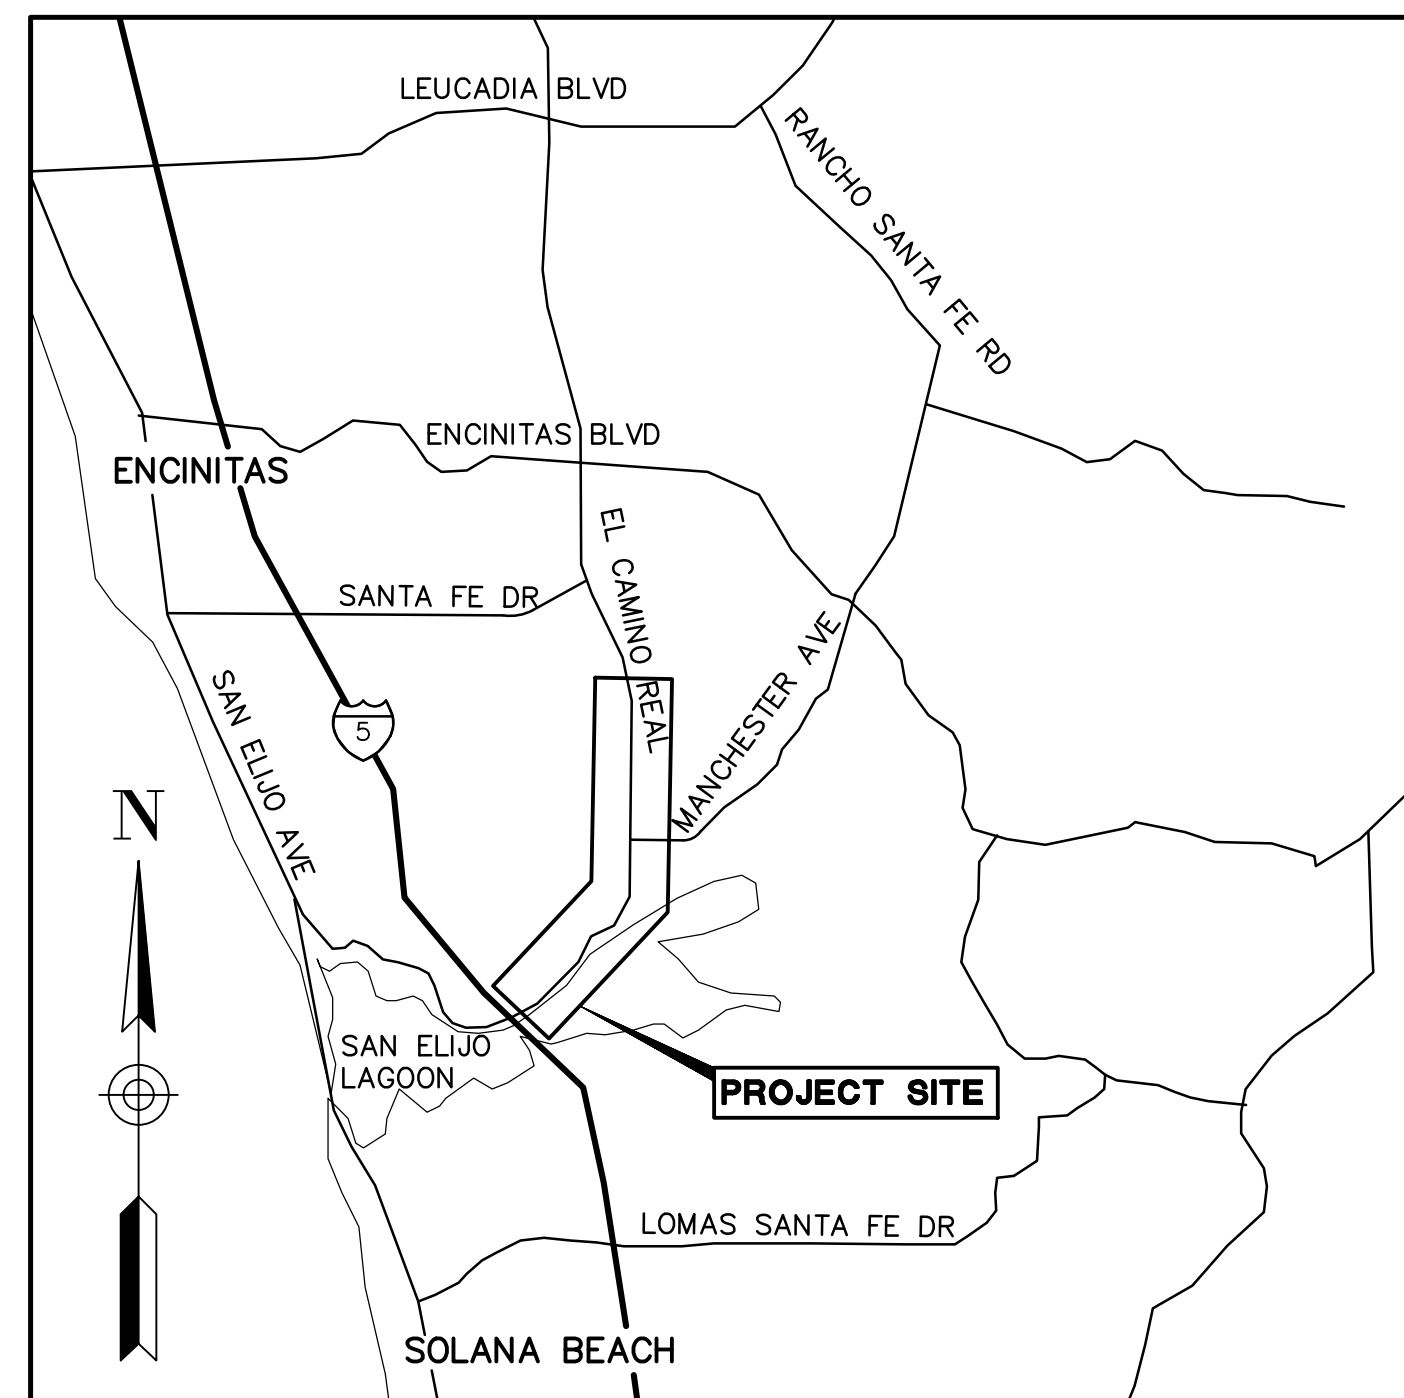 LEUCADIA BLVD
RANCHO SANTA FE RD
ENCINITAS BLVD
ENCINITAS
EL CAMINO REAL
SANTA FE DR
MANCHESTER AVE
SAN ELIJO AVE
5
N
SAN ELIJO
LAGOON
PROJECT SITE
LOMAS SANTA FE DR
SOLANA BEACH